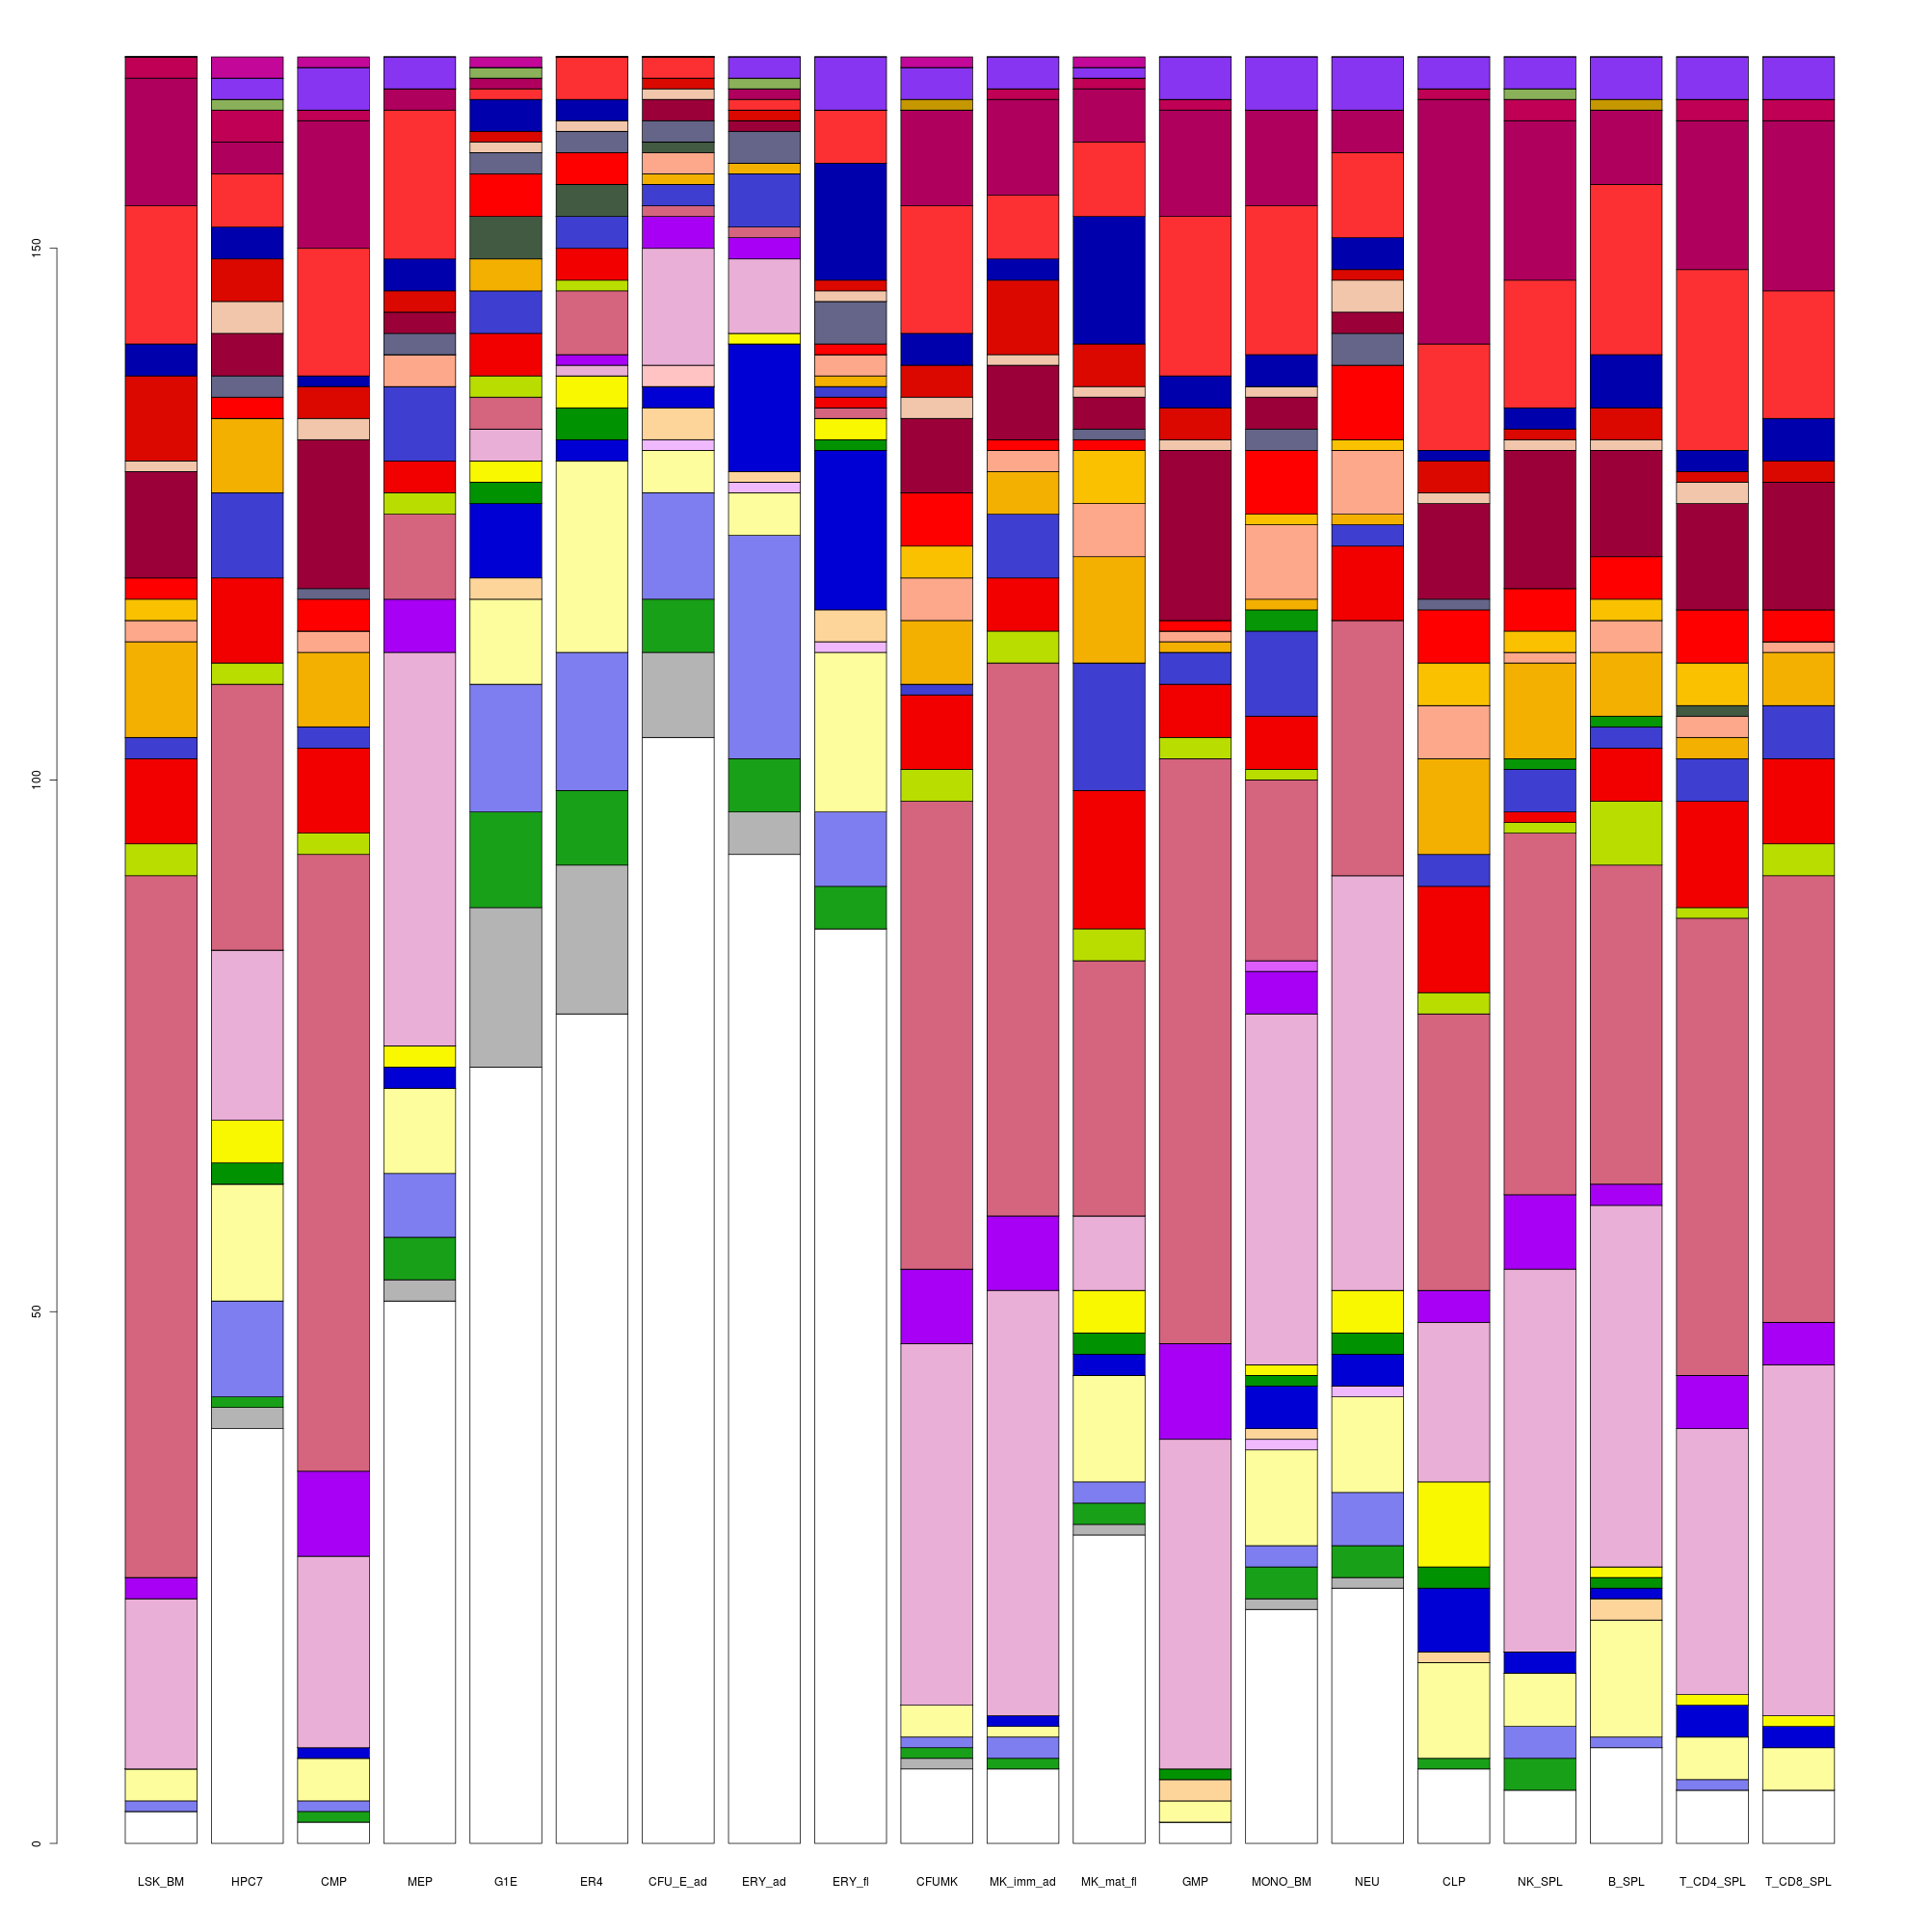 150
100
50
0
LSK_BM HPC7 CMP MEP G1E ER4 CFU_E_ad ERY_ad ERY_fl CFUMK MK_imm_ad MK_mat_fl GMP MONO_BM NEU CLP NK_SPL B_SPL T_CD4_SPL T_CD8_SPL